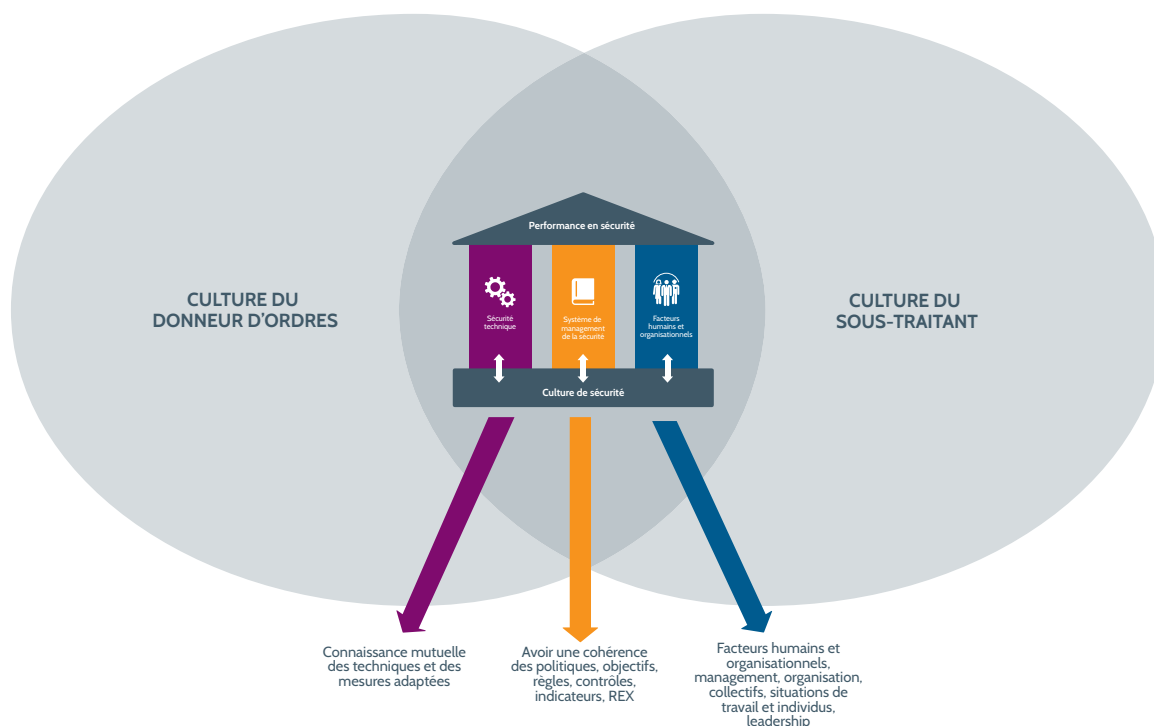 Performance en sécurité
CULTURE DU
DONNEUR D'ORDRES
CULTURE DU
SOUS-TRAITANT
Sécurité
technique
Système de
management
de la sécurité
Facteurs
humains et
organisationnels
Culture de sécurité
Connaissance mutuelle
des techniques et des
mesures adaptées
Avoir une cohérence
des politiques, objectifs,
règles, contrôles,
indicateurs, REX
Facteurs humains et
organisationnels,
management, organisation,
collectifs, situations de
travail et individus,
leadership